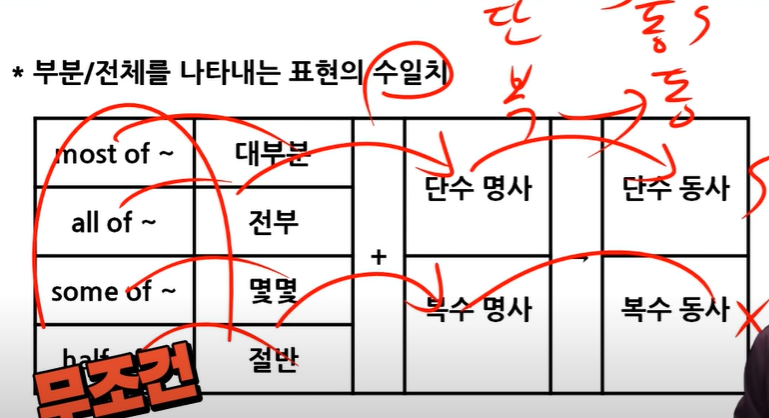 단 동s
복 동
* 부분/전체를 나타내는 표현의 수일치
most of ~ 대부분
단수 명사 단수 동사 s
all of ~ 전부
+
some of ~ 몇몇
복수 명사 복수 동사 x
절반
무조건